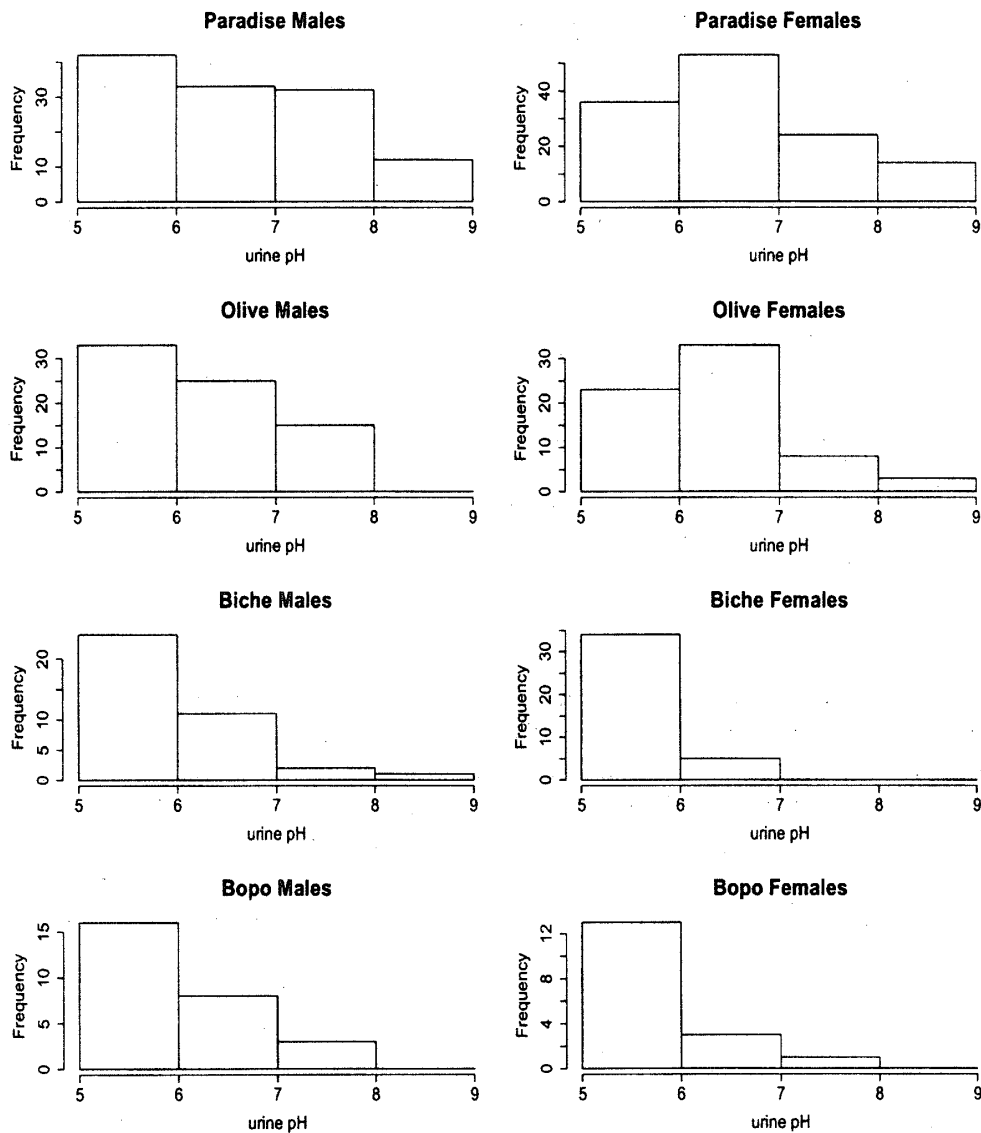 Paradise Males
Frequency
0 10 30
5 6 7 8 9
urine pH
Paradise Females
Frequency
0 20 40
5 6 7 8 9
urine pH
Olive Males
Frequency
0 10 20 30
5 6 7 8 9
urine pH
Olive Females
Frequency
0 10 20 30
5 6 7 8 9
urine pH
Biche Males
Frequency
0 5 10 20
5 6 7 8 9
urine pH
Biche Females
Frequency
0 10 20 30
5 6 7 8 9
urine pH
Bopo Males
Frequency
0 5 10 15
5 6 7 8 9
urine pH
Bopo Females
Frequency
0 4 8 12
5 6 7 8 9
urine pH